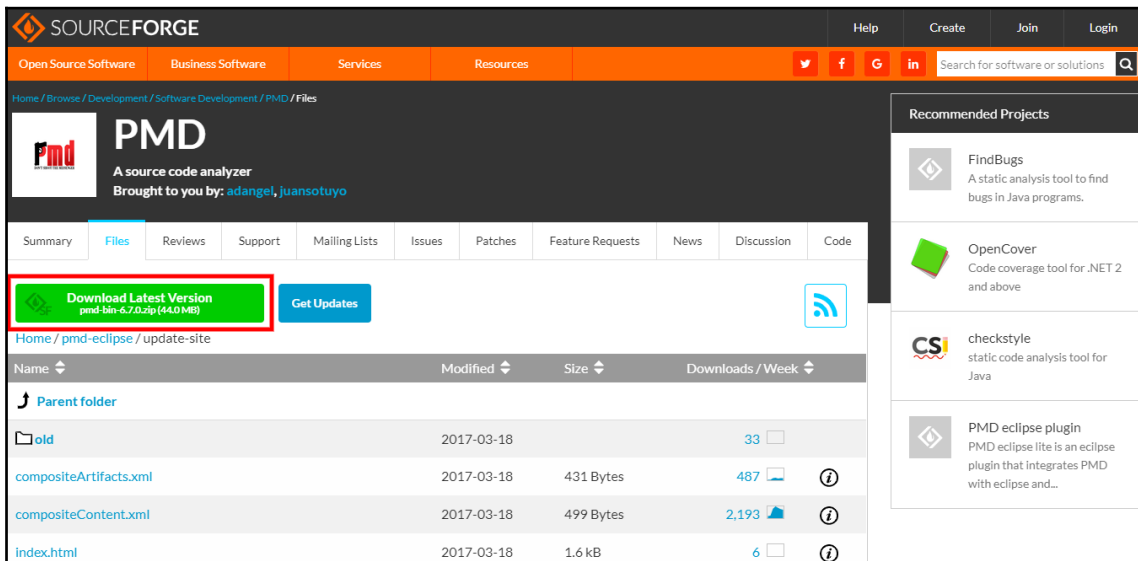 SOURCEFORGE
Help Create Join Login
Open Source Software Business Software Services Resources
Search for software or solutions
Home / Browse / Development / Software Development / PMD / Files
Pmd
PMD
A source code analyzer
Brought to you by: adangel, juansotuyo
Summary Files Reviews Support Mailing Lists Issues Patches Feature Requests News Discussion Code
Download Latest Version
pmd-bin-6.7.0.zip (44.0 MB)
Get Updates
Home / pmd-eclipse / update-site
Name Modified Size Downloads / Week
Parent folder
old 2017-03-18 33
compositeArtifacts.xml 2017-03-18 431 Bytes 487
compositeContent.xml 2017-03-18 499 Bytes 2,193
index.html 2017-03-18 1.6 kB 6
Recommended Projects
FindBugs
A static analysis tool to find
bugs in Java programs.
OpenCover
Code coverage tool for .NET 2
and above
CS!
checkstyle
static code analysis tool for
Java
PMD eclipse plugin
PMD eclipse lite is an ecilpse
plugin that integrates PMD
with eclipse and...